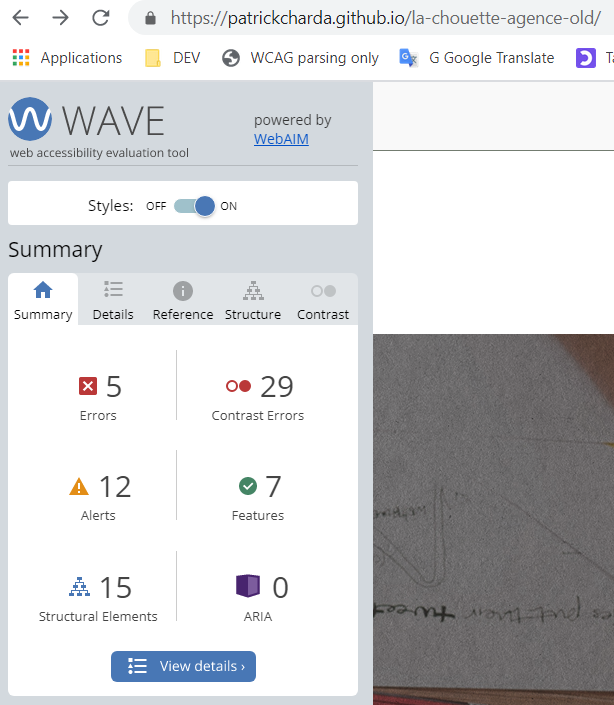 https://patrickcharda.github.io/la-chouette-agence-old/
Applications DEV WCAG parsing only G Google Translate
WAVE
web accessibility evaluation tool
powered by
WebAIM
Styles: OFF ON
Summary
Summary Details Reference Structure Contrast
5
Errors
29
Contrast Errors
12
Alerts
7
Features
15
Structural Elements
0
ARIA
View details ›
tweet